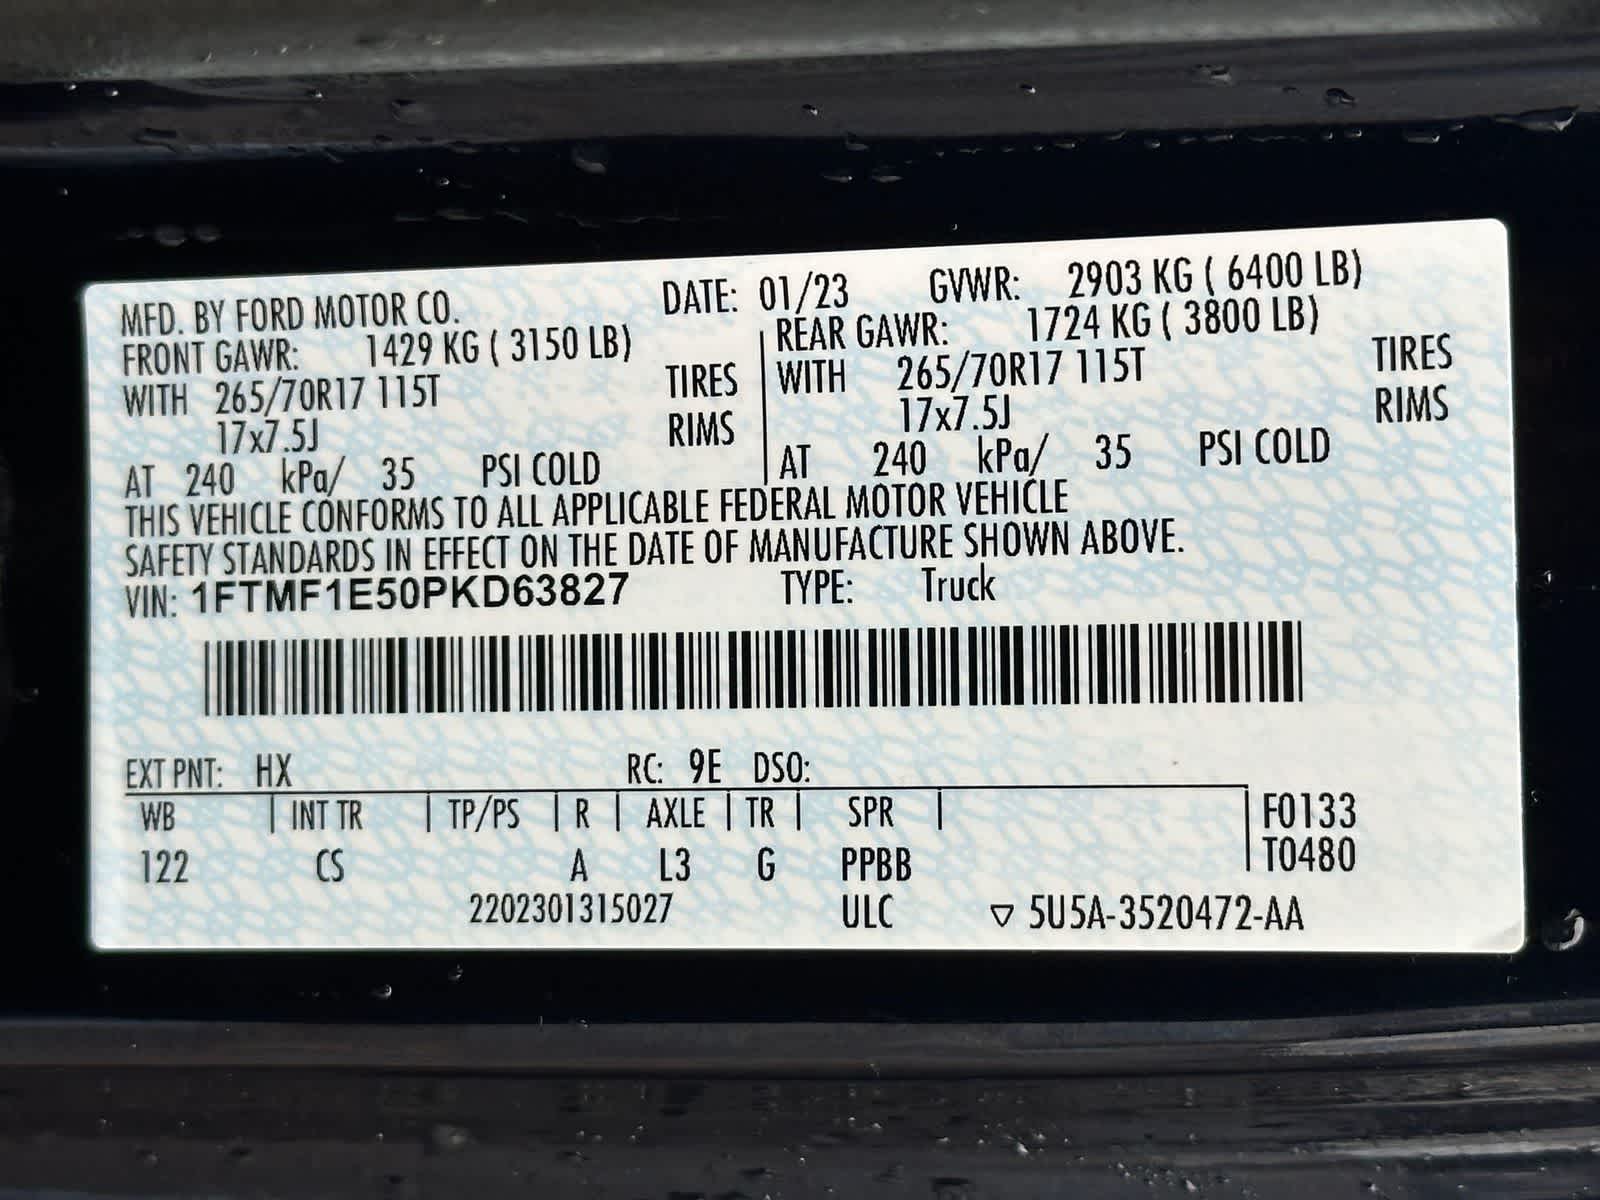 MFD. BY FORD MOTOR CO. DATE: 01/23 GVWR: 2903 KG ( 6400 LB)
FRONT GAWR: 1429 KG ( 3150 LB) REAR GAWR: 1724 KG ( 3800 LB)
WITH 265/70R17 115T TIRES WITH 265/70R17 115T TIRES
17x7.5J RIMS 17x7.5J RIMS
AT 240 kPa/ 35 PSI COLD AT 240 kPa/ 35 PSI COLD
THIS VEHICLE CONFORMS TO ALL APPLICABLE FEDERAL MOTOR VEHICLE
SAFETY STANDARDS IN EFFECT ON THE DATE OF MANUFACTURE SHOWN ABOVE.
VIN: 1FTMF1E50PKD63827 TYPE: Truck
EXT PNT: HX RC: 9E DSO:
WB INT TR TP/PS R AXLE TR SPR F0133
122 CS A L3 G PPBB T0480
2202301315027 ULC ▽ 5U5A-3520472-AA